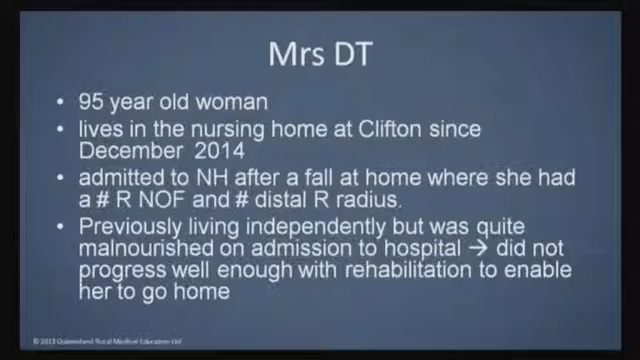 Mrs DT
• 95 year old woman
• lives in the nursing home at Clifton since
December 2014
• admitted to NH after a fall at home where she had
a # R NOF and # distal R radius.
• Previously living independently but was quite
malnourished on admission to hospital → did not
progress well enough with rehabilitation to enable
her to go home
© 2013 Queensland Rural Medical Education Ltd